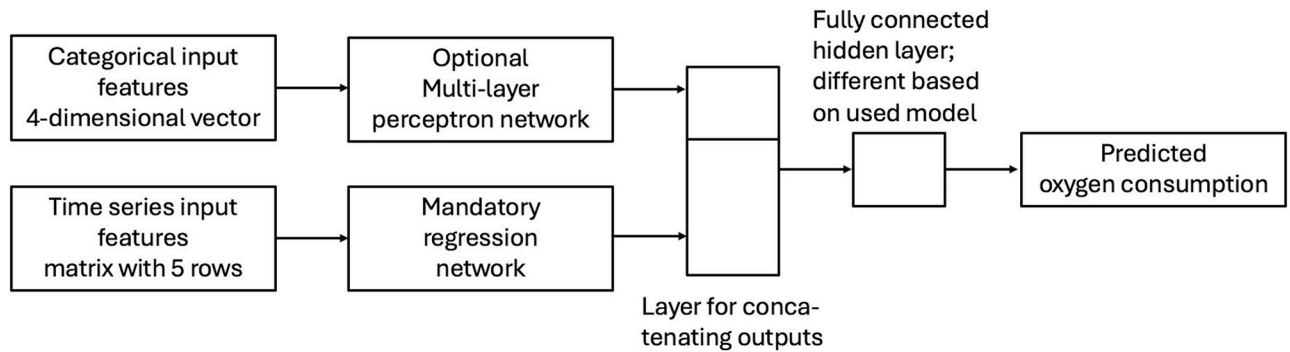 Categorical input
features
4-dimensional vector
Optional
Multi-layer
perceptron network
Fully connected
hidden layer;
different based
on used model
Predicted
oxygen consumption
Time series input
features
matrix with 5 rows
Mandatory
regression
network
Layer for conca-
tenating outputs